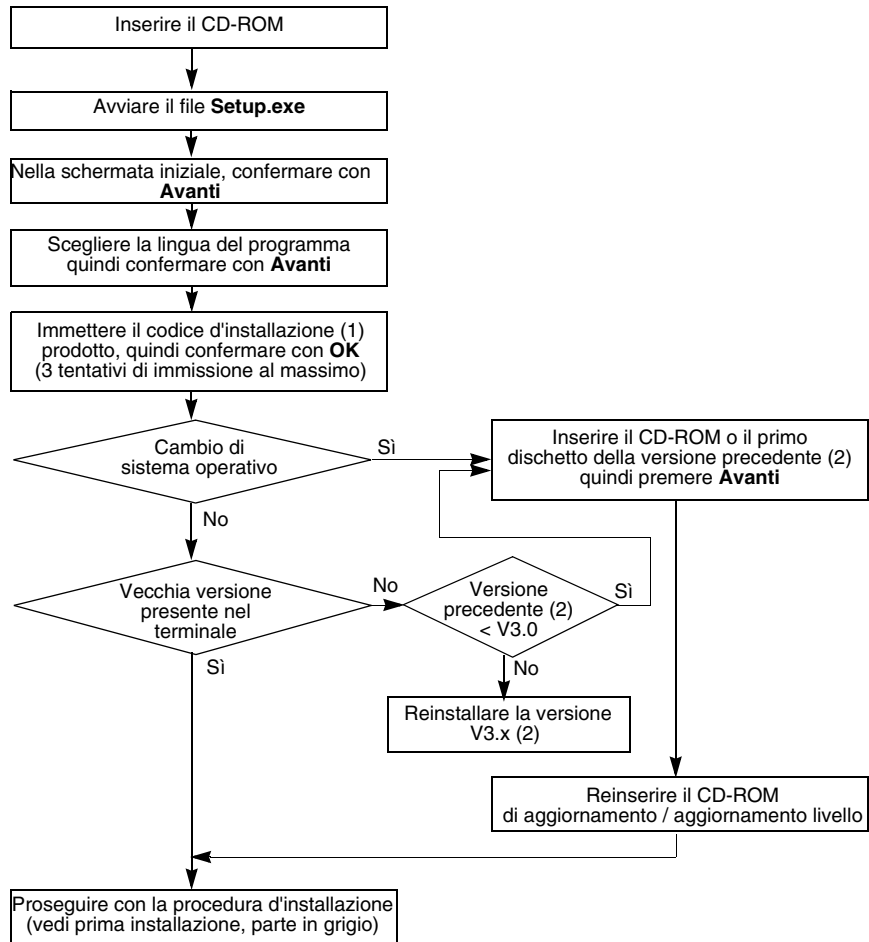 Inserire il CD-ROM
Avviare il file Setup.exe
Nella schermata iniziale, confermare con
Avanti
Scegliere la lingua del programma
quindi confermare con Avanti
Immettere il codice d'installazione (1)
prodotto, quindi confermare con OK
(3 tentativi di immissione al massimo)
Cambio di
sistema operativo
Sì
No
Inserire il CD-ROM o il primo
dischetto della versione precedente (2)
quindi premere Avanti
Vecchia versione
presente nel
terminale
No
Sì
Versione
precedente (2)
< V3.0
Sì
No
Reinstallare la versione
V3.x (2)
Reinserire il CD-ROM
di aggiornamento / aggiornamento livello
Proseguire con la procedura d'installazione
(vedi prima installazione, parte in grigio)